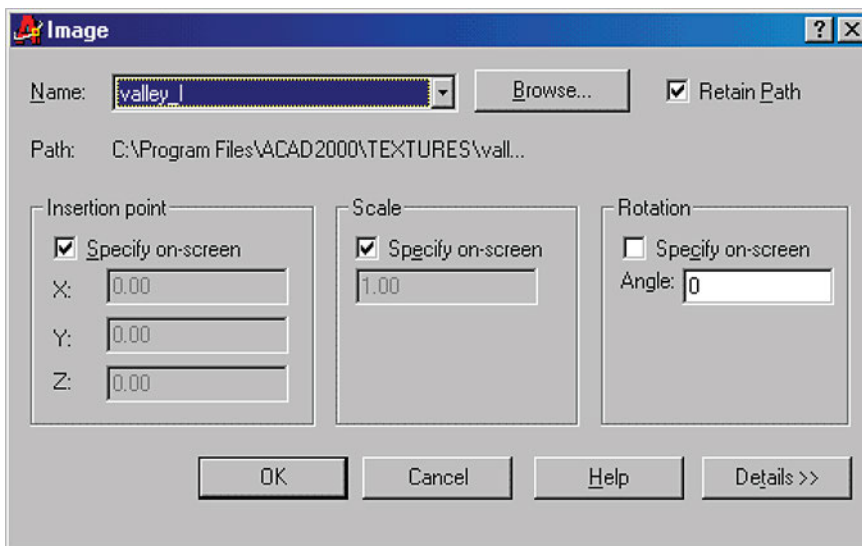 Image
Name: valley_l Browse... Retain Path
Path: C:\Program Files\ACAD2000\TEXTURES\vall...
Insertion point
Specify on-screen
X: 0.00
Y: 0.00
Z: 0.00
Scale
Specify on-screen
1.00
Rotation
Specify on-screen
Angle: 0
OK Cancel Help Details >>